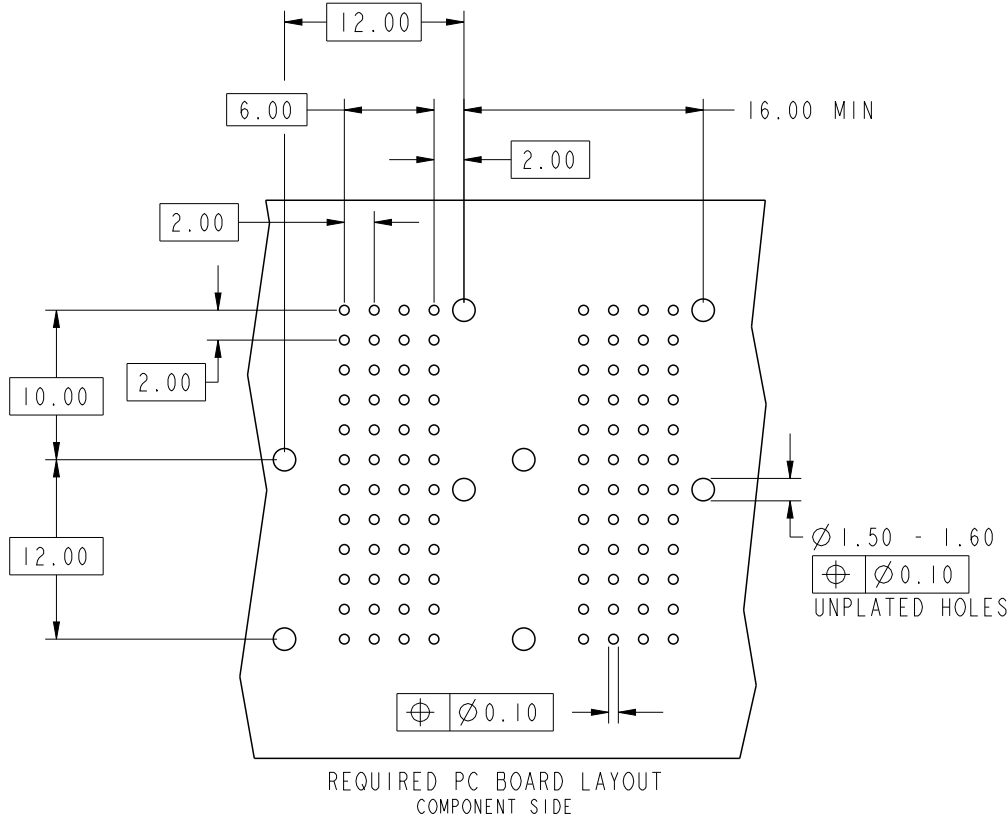 12.00
6.00
16.00 MIN
2.00
2.00
2.00
10.00
12.00
Ø1.50 - 1.60
⌖ Ø0.10
UNPLATED HOLES
⌖ Ø0.10
REQUIRED PC BOARD LAYOUT
COMPONENT SIDE